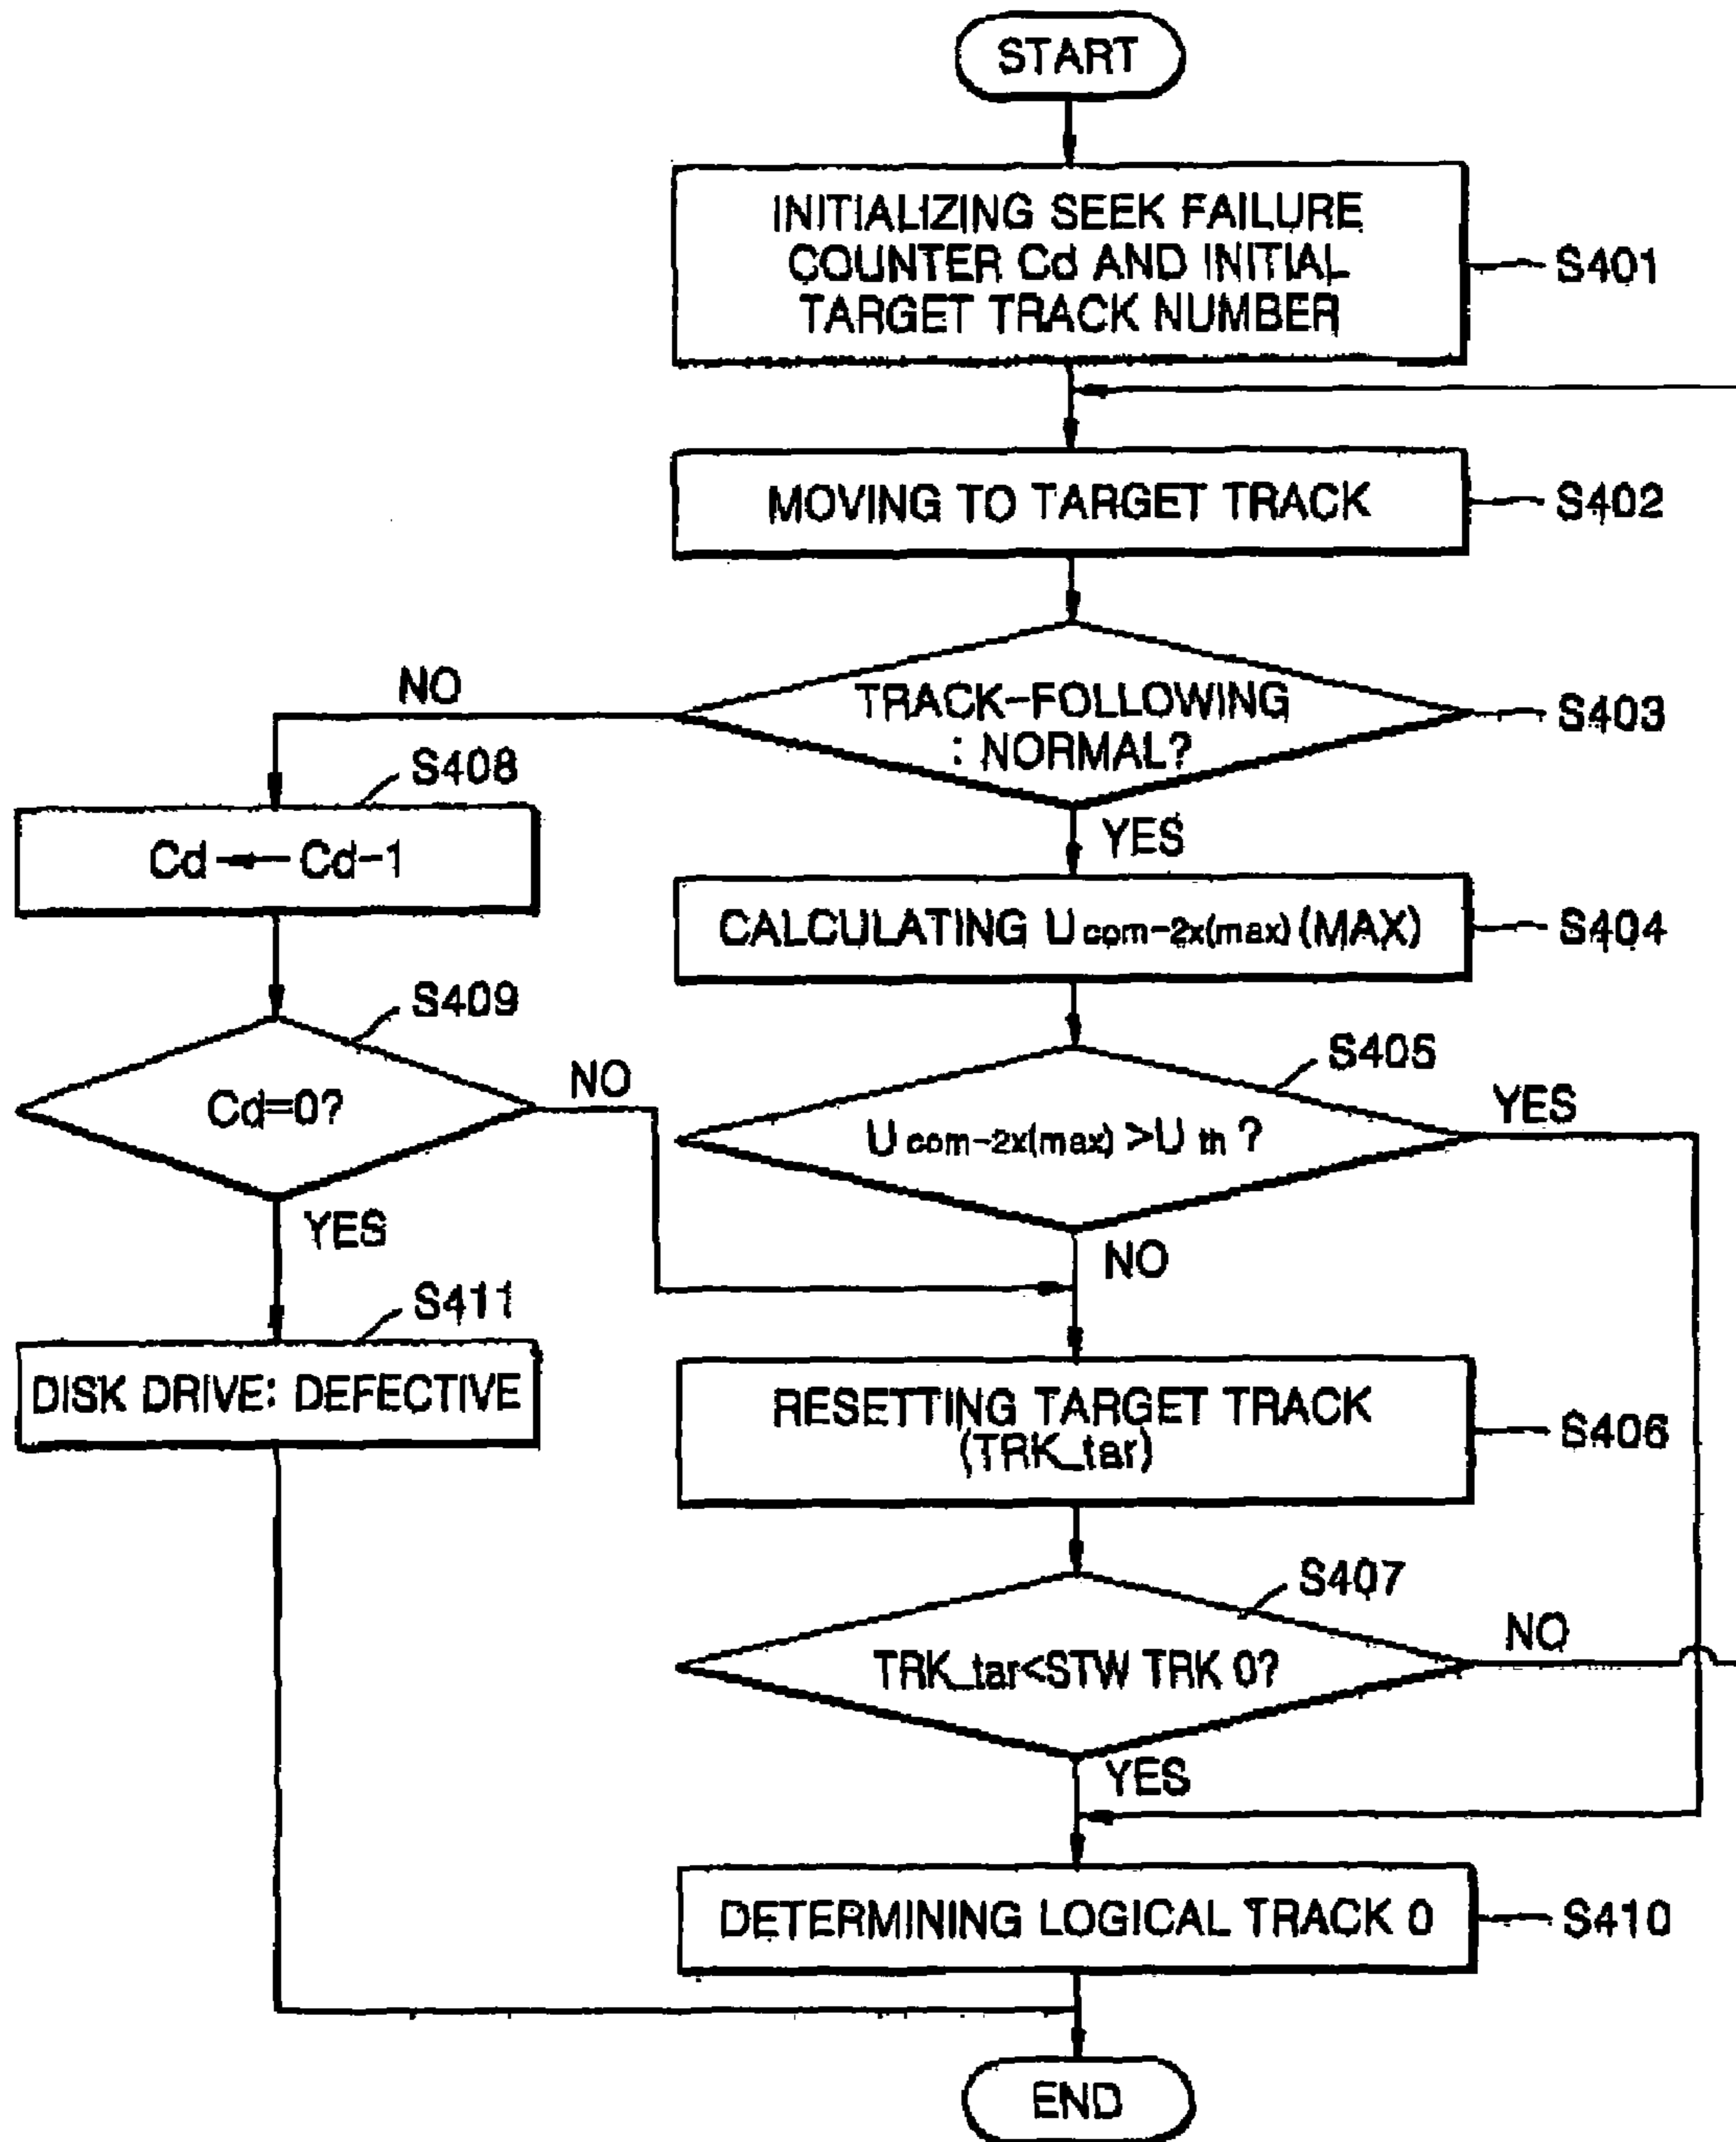 START
INITIALIZING SEEK FAILURE
COUNTER Cd AND INITIAL
TARGET TRACK NUMBER
S401
MOVING TO TARGET TRACK
S402
TRACK-FOLLOWING
: NORMAL?
S403
NO
YES
S408
Cd ← Cd-1
CALCULATING U com-2x(max) (MAX)
S404
S409
Cd=0?
NO
YES
S405
U com-2x(max) >U th ?
YES
NO
S411
DISK DRIVE: DEFECTIVE
RESETTING TARGET TRACK
(TRK_tar)
S406
S407
TRK_tar<STW TRK 0?
NO
YES
DETERMINING LOGICAL TRACK 0
S410
END